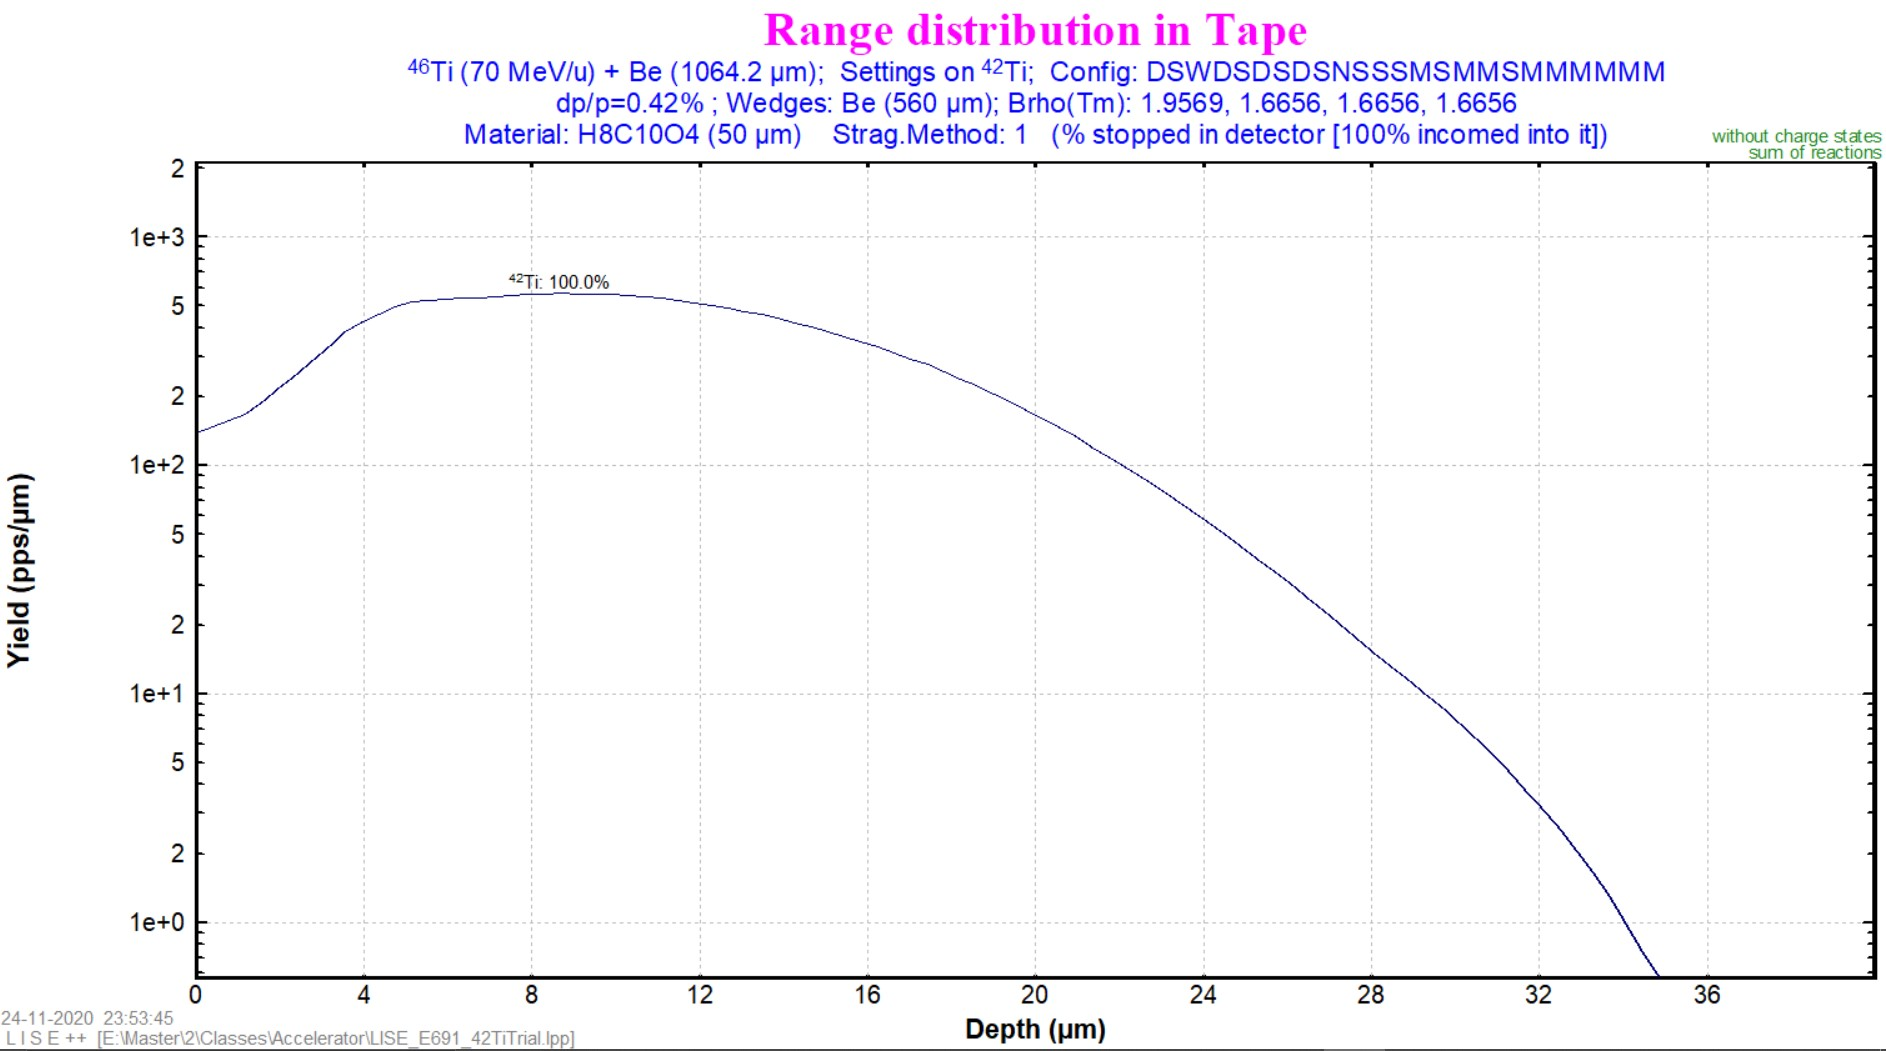 Range distribution in Tape
⁴⁶Ti (70 MeV/u) + Be (1064.2 µm);  Settings on ⁴²Ti;  Config: DSWDSDSDSNSSSMSMMSMMMMMM
dp/p=0.42% ; Wedges: Be (560 µm); Brho(Tm): 1.9569, 1.6656, 1.6656, 1.6656
Material: H8C10O4 (50 µm)    Strag.Method: 1   (% stopped in detector [100% incomed into it])
without charge states
sum of reactions
2
1e+3
5
2
1e+2
5
2
1e+1
5
2
1e+0
⁴²Ti: 100.0%
Yield (pps/µm)
0 4 8 12 16 20 24 28 32 36
Depth (µm)
24-11-2020  23:53:45
L I S E ++  [E:\Master\2\Classes\Accelerator\LISE_E691_42TiTrial.lpp]